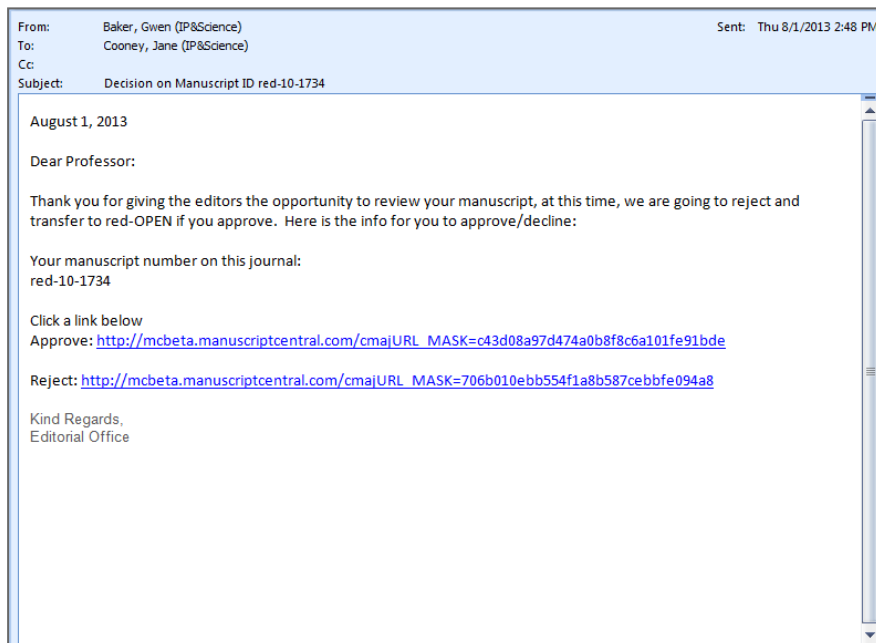 From: Baker, Gwen (IP&Science) Sent: Thu 8/1/2013 2:48 PM
To: Cooney, Jane (IP&Science)
Cc:
Subject: Decision on Manuscript ID red-10-1734
August 1, 2013
Dear Professor:
Thank you for giving the editors the opportunity to review your manuscript, at this time, we are going to reject and
transfer to red-OPEN if you approve.  Here is the info for you to approve/decline:
Your manuscript number on this journal:
red-10-1734
Click a link below
Approve: http://mcbeta.manuscriptcentral.com/cmajURL_MASK=c43d08a97d474a0b8f8c6a101fe91bde
Reject: http://mcbeta.manuscriptcentral.com/cmajURL_MASK=706b010ebb554f1a8b587cebbfe094a8
Kind Regards,
Editorial Office